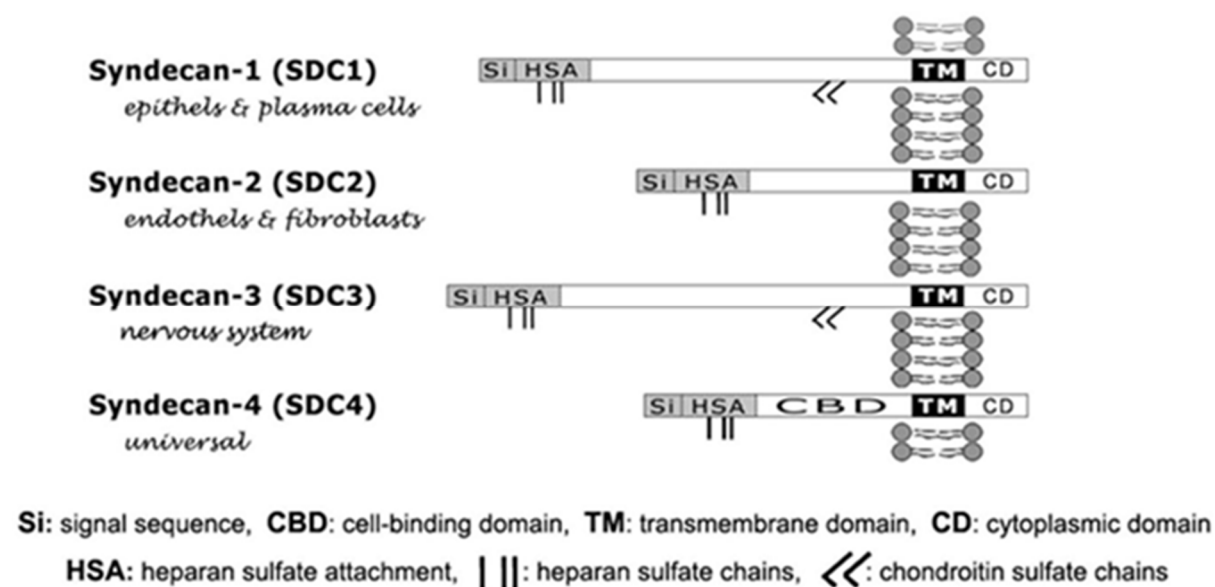 Syndecan-1 (SDC1)
epithels & plasma cells
Si HSA TM CD
Syndecan-2 (SDC2)
endothels & fibroblasts
Si HSA TM CD
Syndecan-3 (SDC3)
nervous system
Si HSA TM CD
Syndecan-4 (SDC4)
universal
Si HSA CBD TM CD
Si: signal sequence, CBD: cell-binding domain, TM: transmembrane domain, CD: cytoplasmic domain
HSA: heparan sulfate attachment, : heparan sulfate chains, : chondroitin sulfate chains